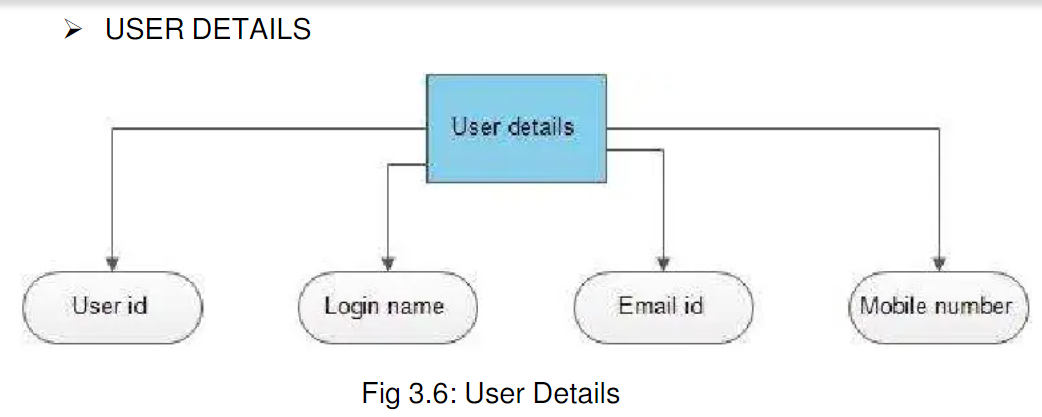 USER DETAILS
User details
User id
Login name
Email id
Mobile number
Fig 3.6: User Details